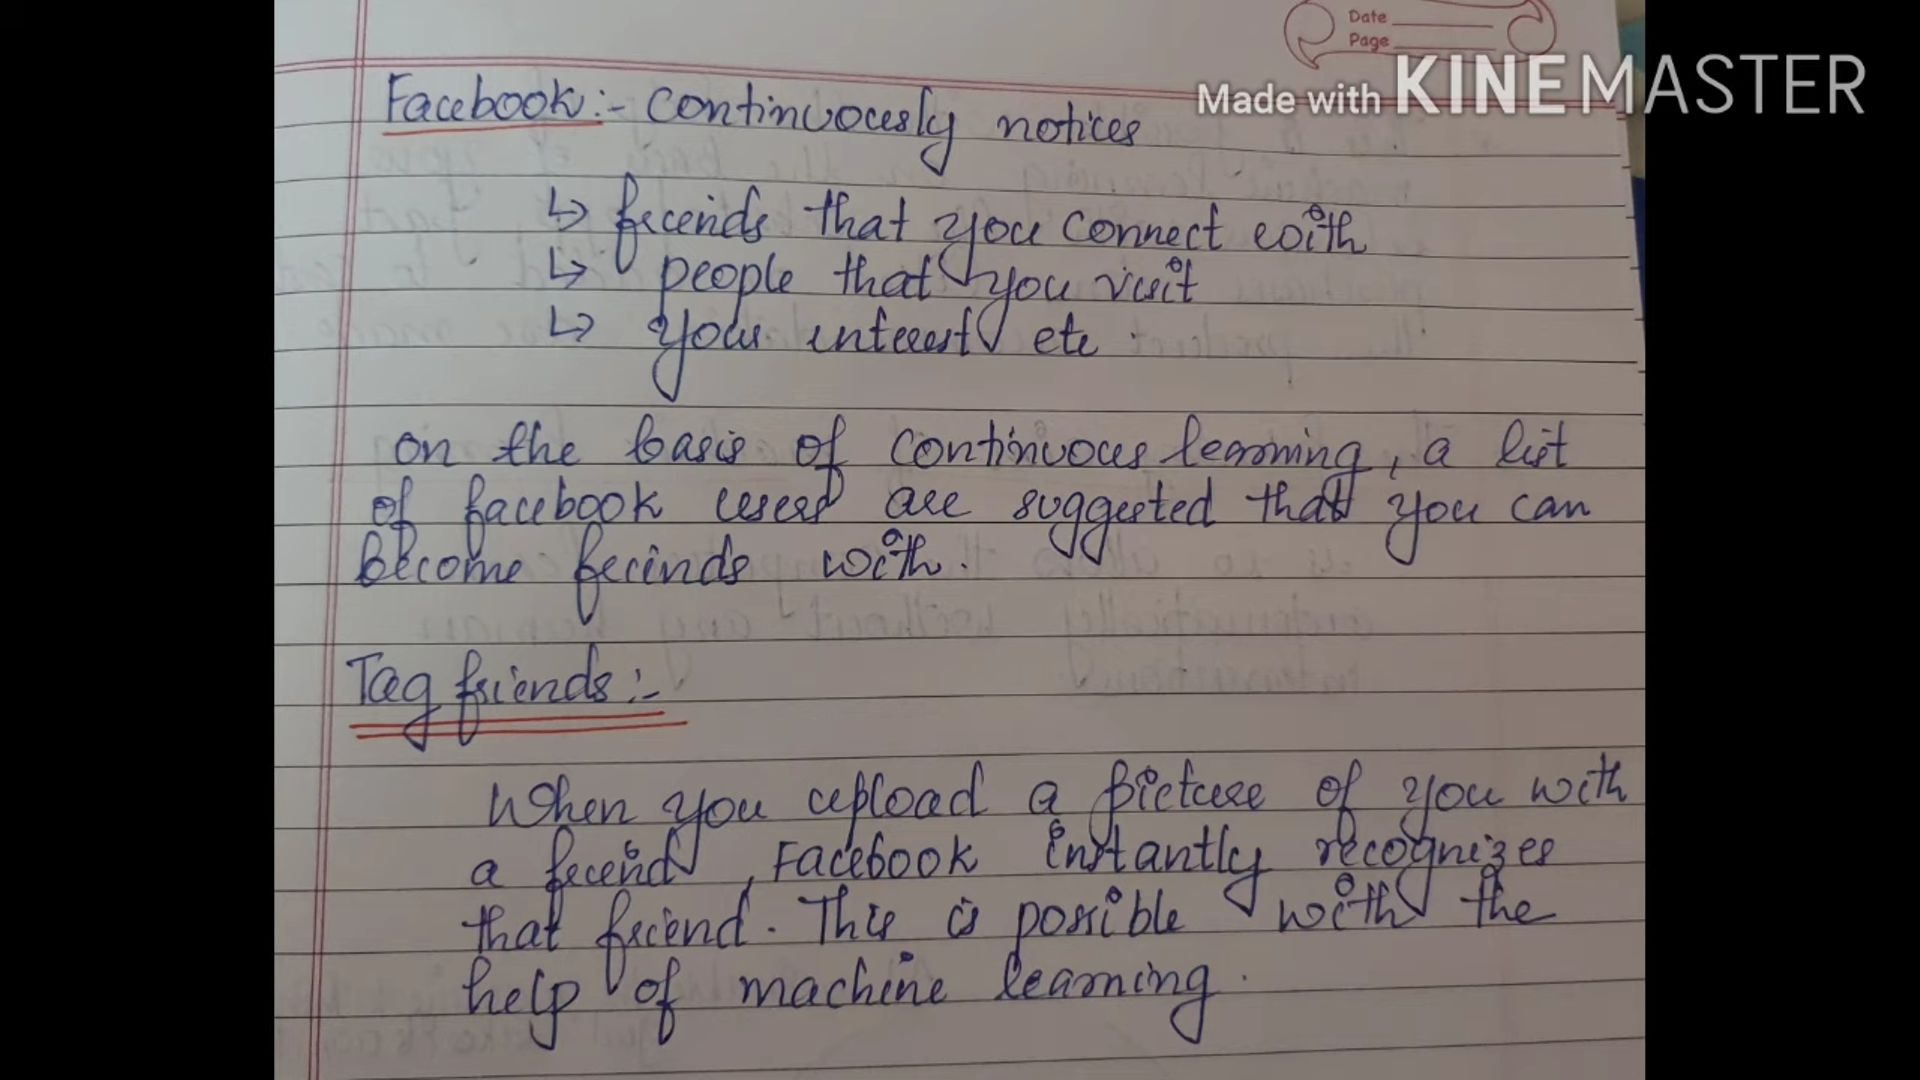 Date
Page
Made with KINEMASTER
Facebook:- Continuously notices
↳ friends that you connect with
↳ people that you visit
↳ your interest etc.
on the basis of continuous learning, a list
of facebook users are suggested that you can
become friends with.
Tag friends:-
When you upload a picture of you with
a friend, Facebook instantly recognizes
that friend. This is possible with the
help of machine learning.